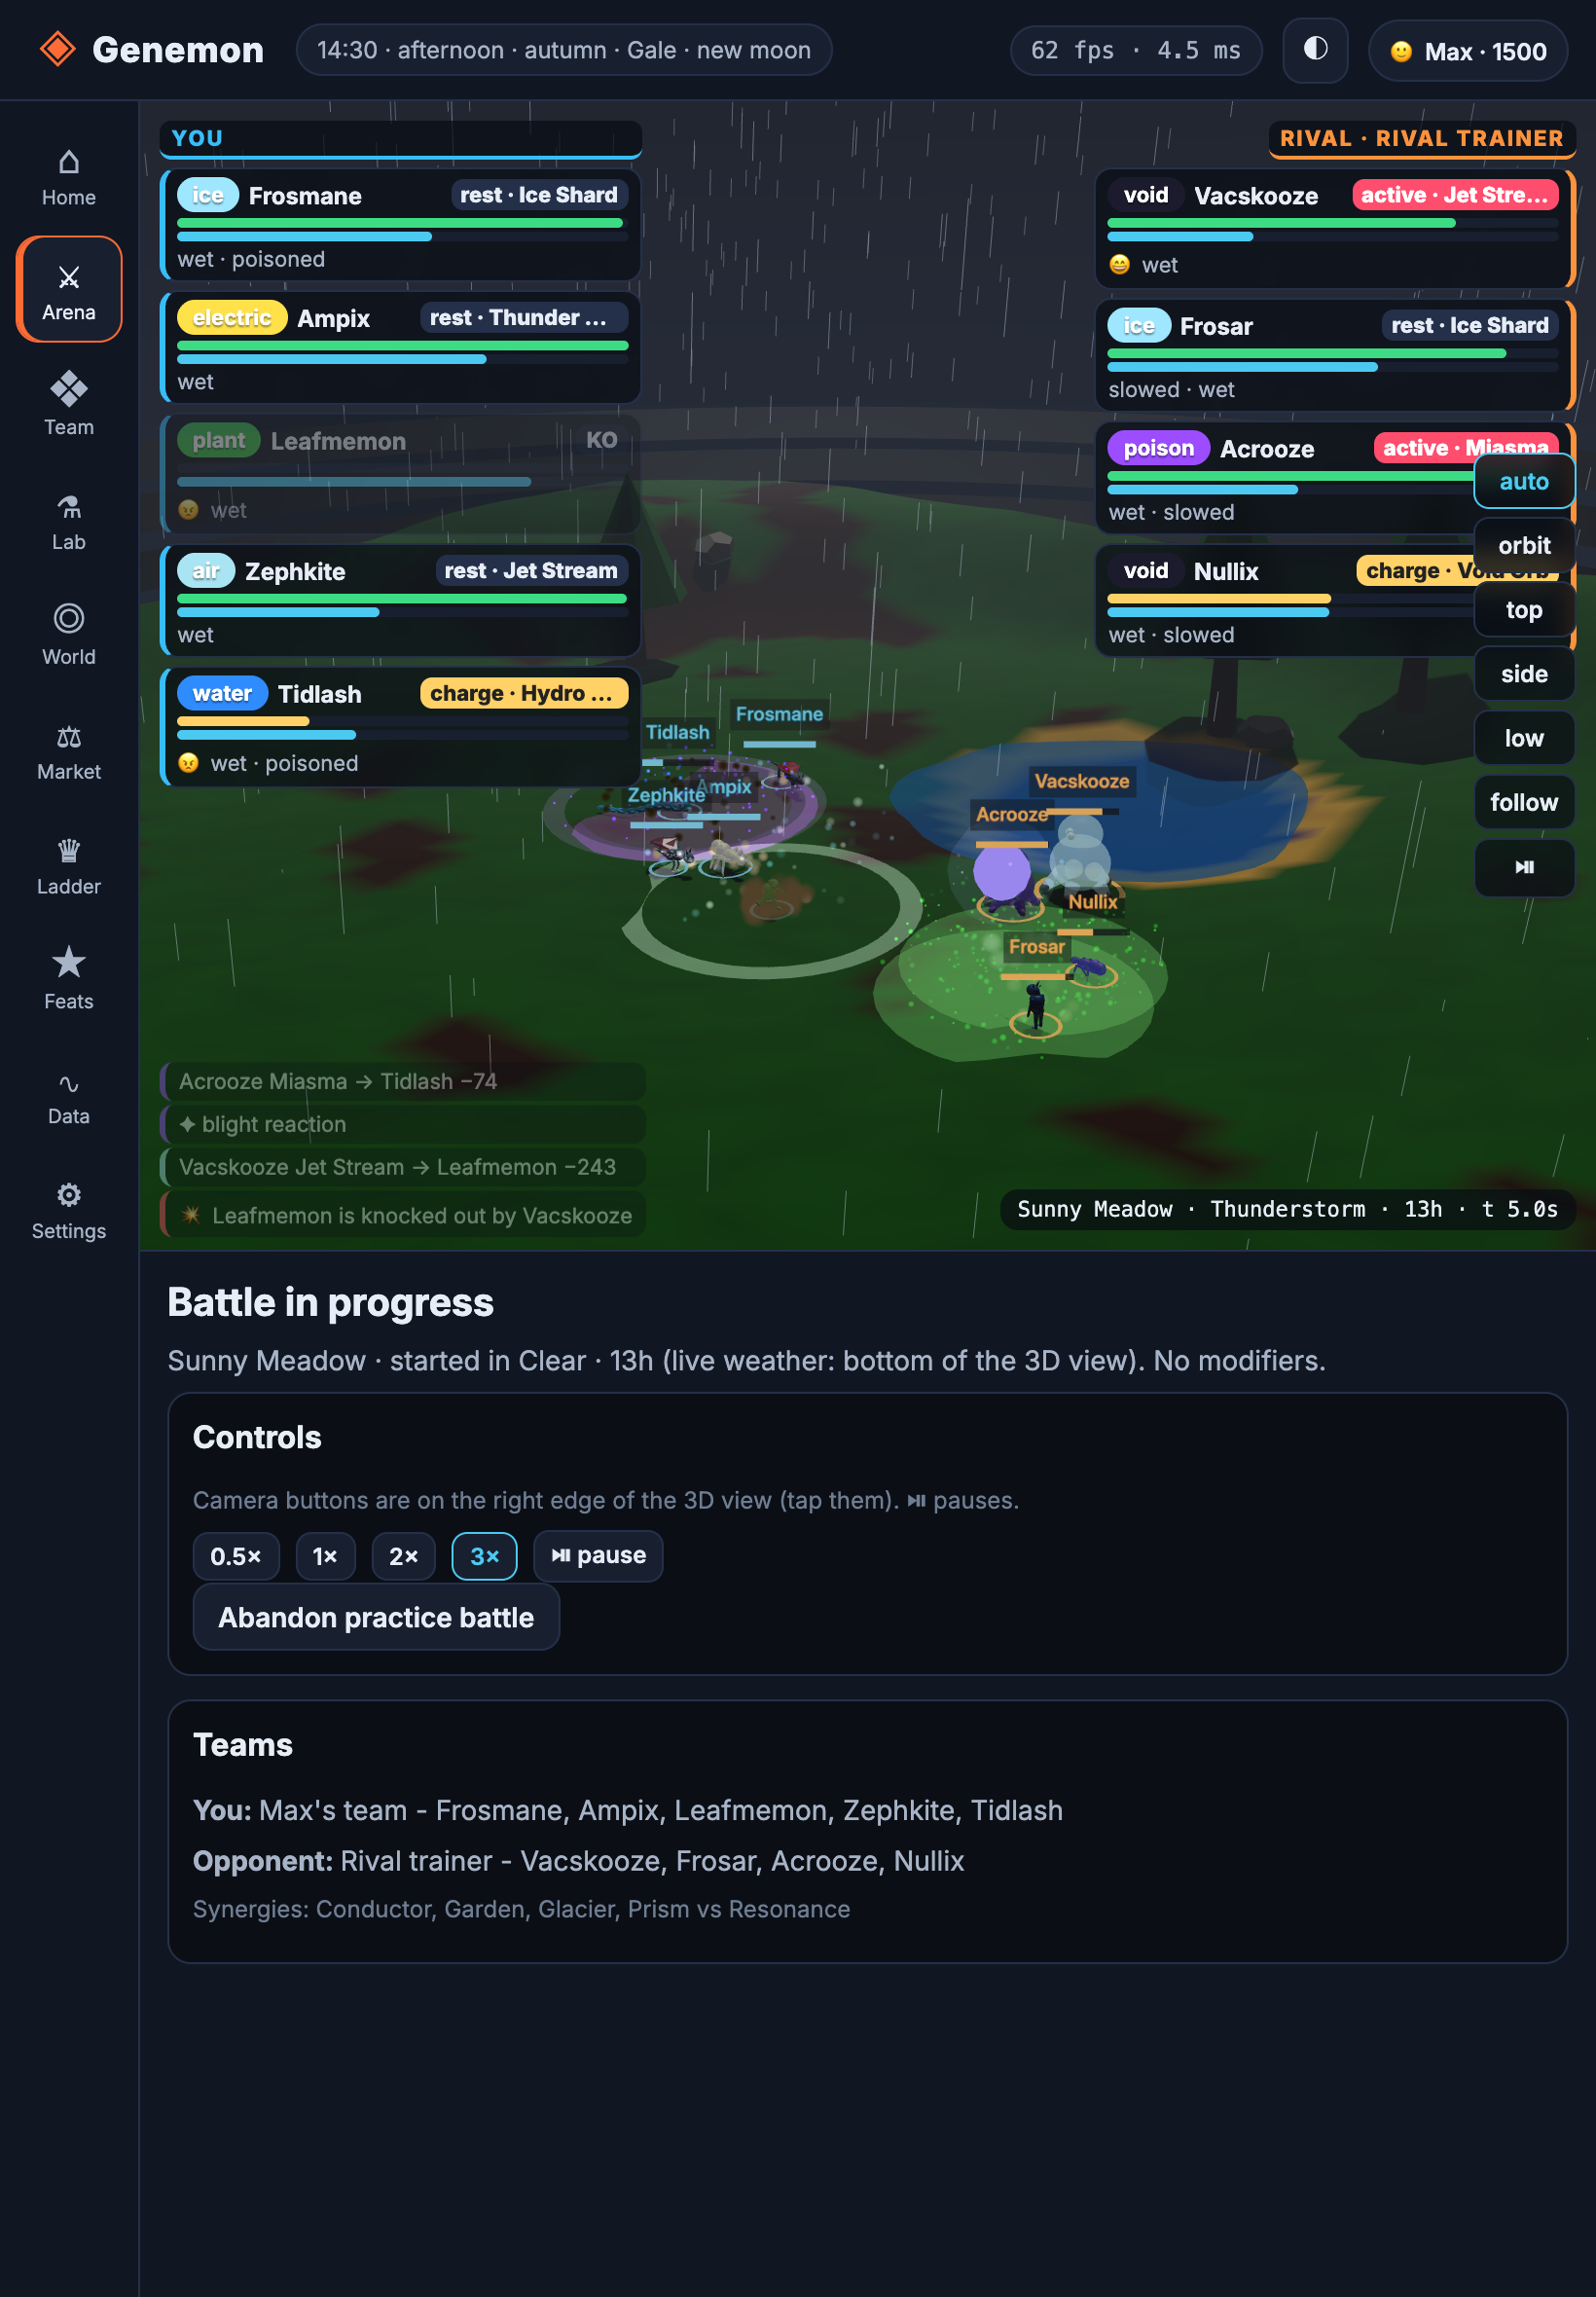 Genemon
14:30 · afternoon · autumn · Gale · new moon
62 fps · 4.5 ms
Max · 1500
Home
Arena
Team
Lab
World
Market
Ladder
Feats
Data
Settings
YOU
ice Frosmane rest · Ice Shard
wet · poisoned
electric Ampix rest · Thunder ...
wet
plant Leafmemon KO
wet
air Zephkite rest · Jet Stream
wet
water Tidlash charge · Hydro ...
wet · poisoned
RIVAL · RIVAL TRAINER
void Vacskooze active · Jet Stre...
wet
ice Frosar rest · Ice Shard
slowed · wet
poison Acrooze active · Miasma
wet · slowed
void Nullix charge · Void Orb
wet · slowed
auto
orbit
top
side
low
follow
Frosmane
Tidlash
Ampix
Zephkite
Vacskooze
Acrooze
Nullix
Frosar
Acrooze Miasma → Tidlash −74
✦ blight reaction
Vacskooze Jet Stream → Leafmemon −243
Leafmemon is knocked out by Vacskooze
Sunny Meadow · Thunderstorm · 13h · t 5.0s
Battle in progress
Sunny Meadow · started in Clear · 13h (live weather: bottom of the 3D view). No modifiers.
Controls
Camera buttons are on the right edge of the 3D view (tap them). ⏯ pauses.
0.5× 1× 2× 3× ⏯ pause
Abandon practice battle
Teams
You: Max's team - Frosmane, Ampix, Leafmemon, Zephkite, Tidlash
Opponent: Rival trainer - Vacskooze, Frosar, Acrooze, Nullix
Synergies: Conductor, Garden, Glacier, Prism vs Resonance